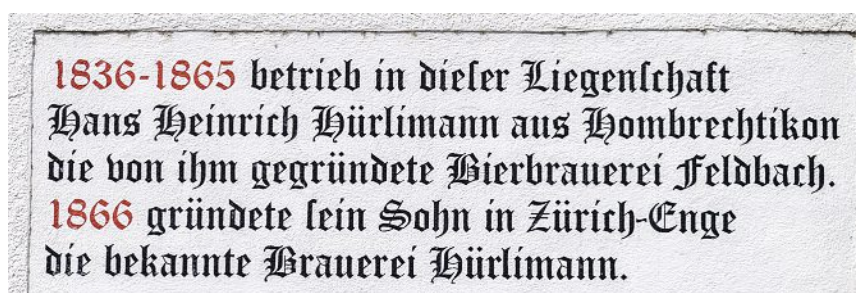 1836-1865 betrieb in dieser Liegenschaft
Hans Heinrich Hürlimann aus Hombrechtikon
die von ihm gegründete Bierbrauerei Feldbach.
1866 gründete sein Sohn in Zürich-Enge
die bekannte Brauerei Hürlimann.